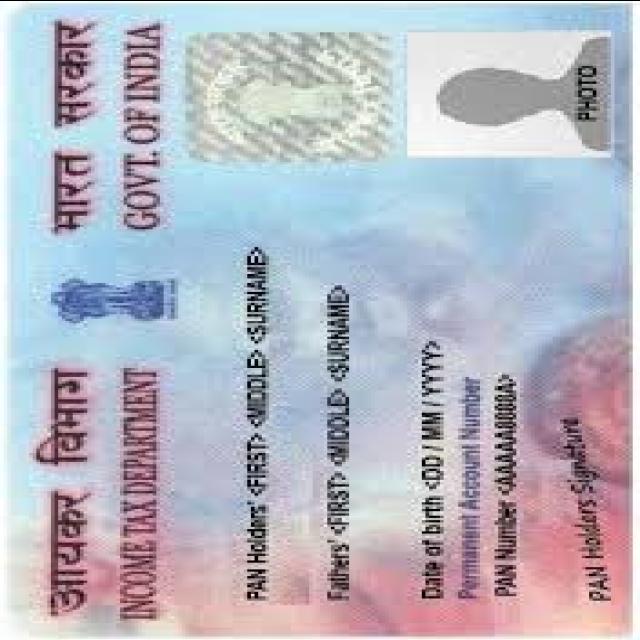 आयकर विभाग
भारत सरकार
INCOME TAX DEPARTMENT
GOVT. OF INDIA
PAN Holders' <FIRST> <MIDDLE> <SURNAME>
Fathers' <FIRST> <MIDDLE> <SURNAME>
Date of birth <DD / MM / YYYY>
Permanent Account Number
PAN Number <AAAAA0000A>
PAN Holders Signature
PHOTO